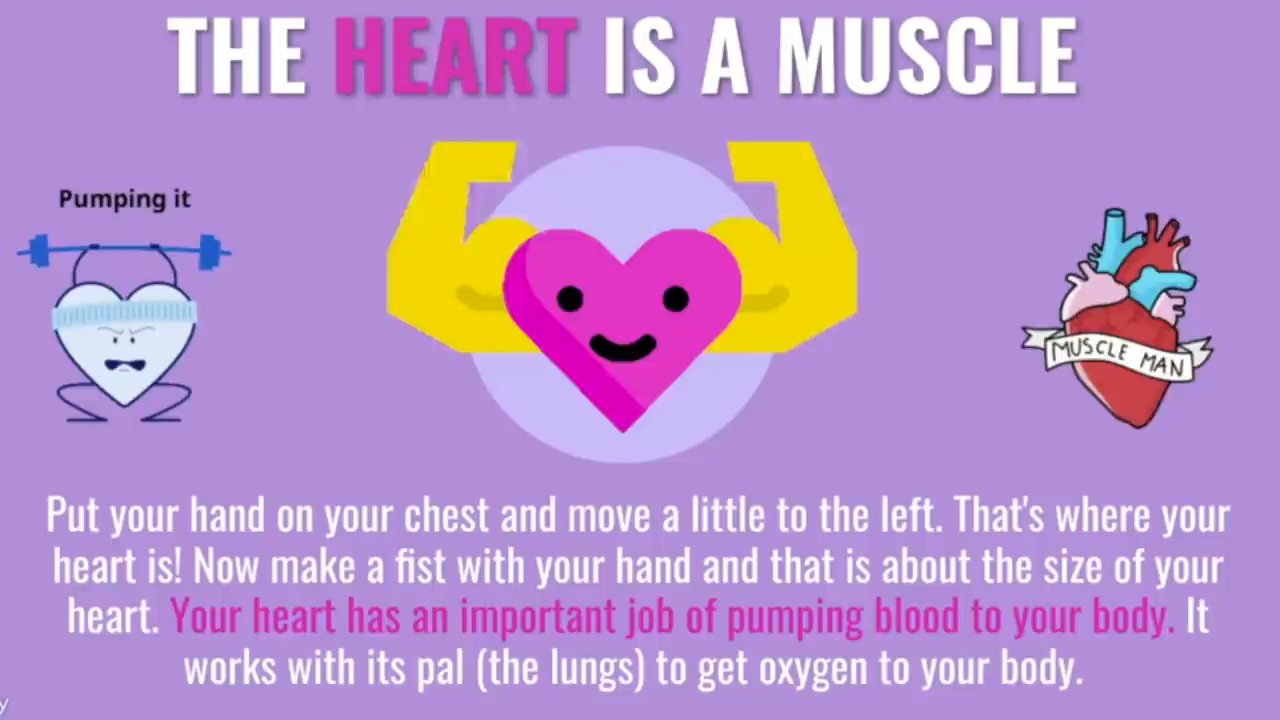 THE HEART IS A MUSCLE
Pumping it
MUSCLE MAN
Put your hand on your chest and move a little to the left. That's where your
heart is! Now make a fist with your hand and that is about the size of your
heart. Your heart has an important job of pumping blood to your body. It
works with its pal (the lungs) to get oxygen to your body.